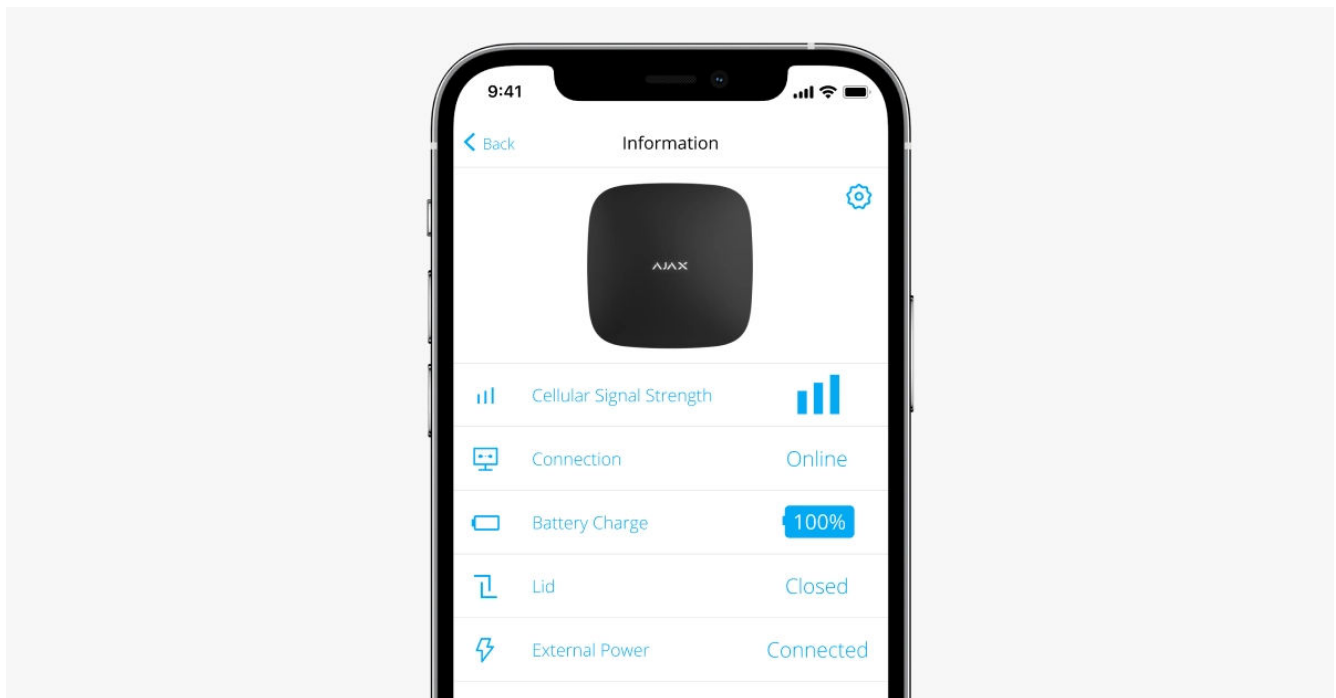 9:41
Back
Information
AJAX
Cellular Signal Strength
Connection
Online
Battery Charge
100%
Lid
Closed
External Power
Connected